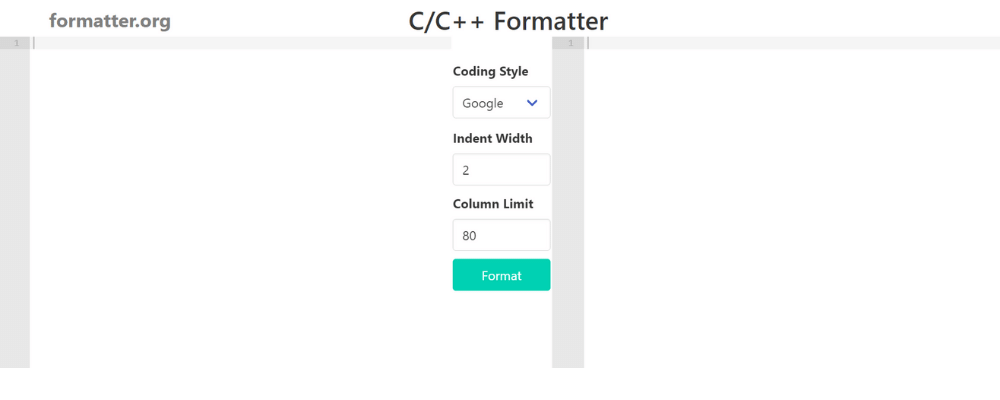 formatter.org
C/C++ Formatter
1
1
Coding Style
Google
Indent Width
2
Column Limit
80
Format